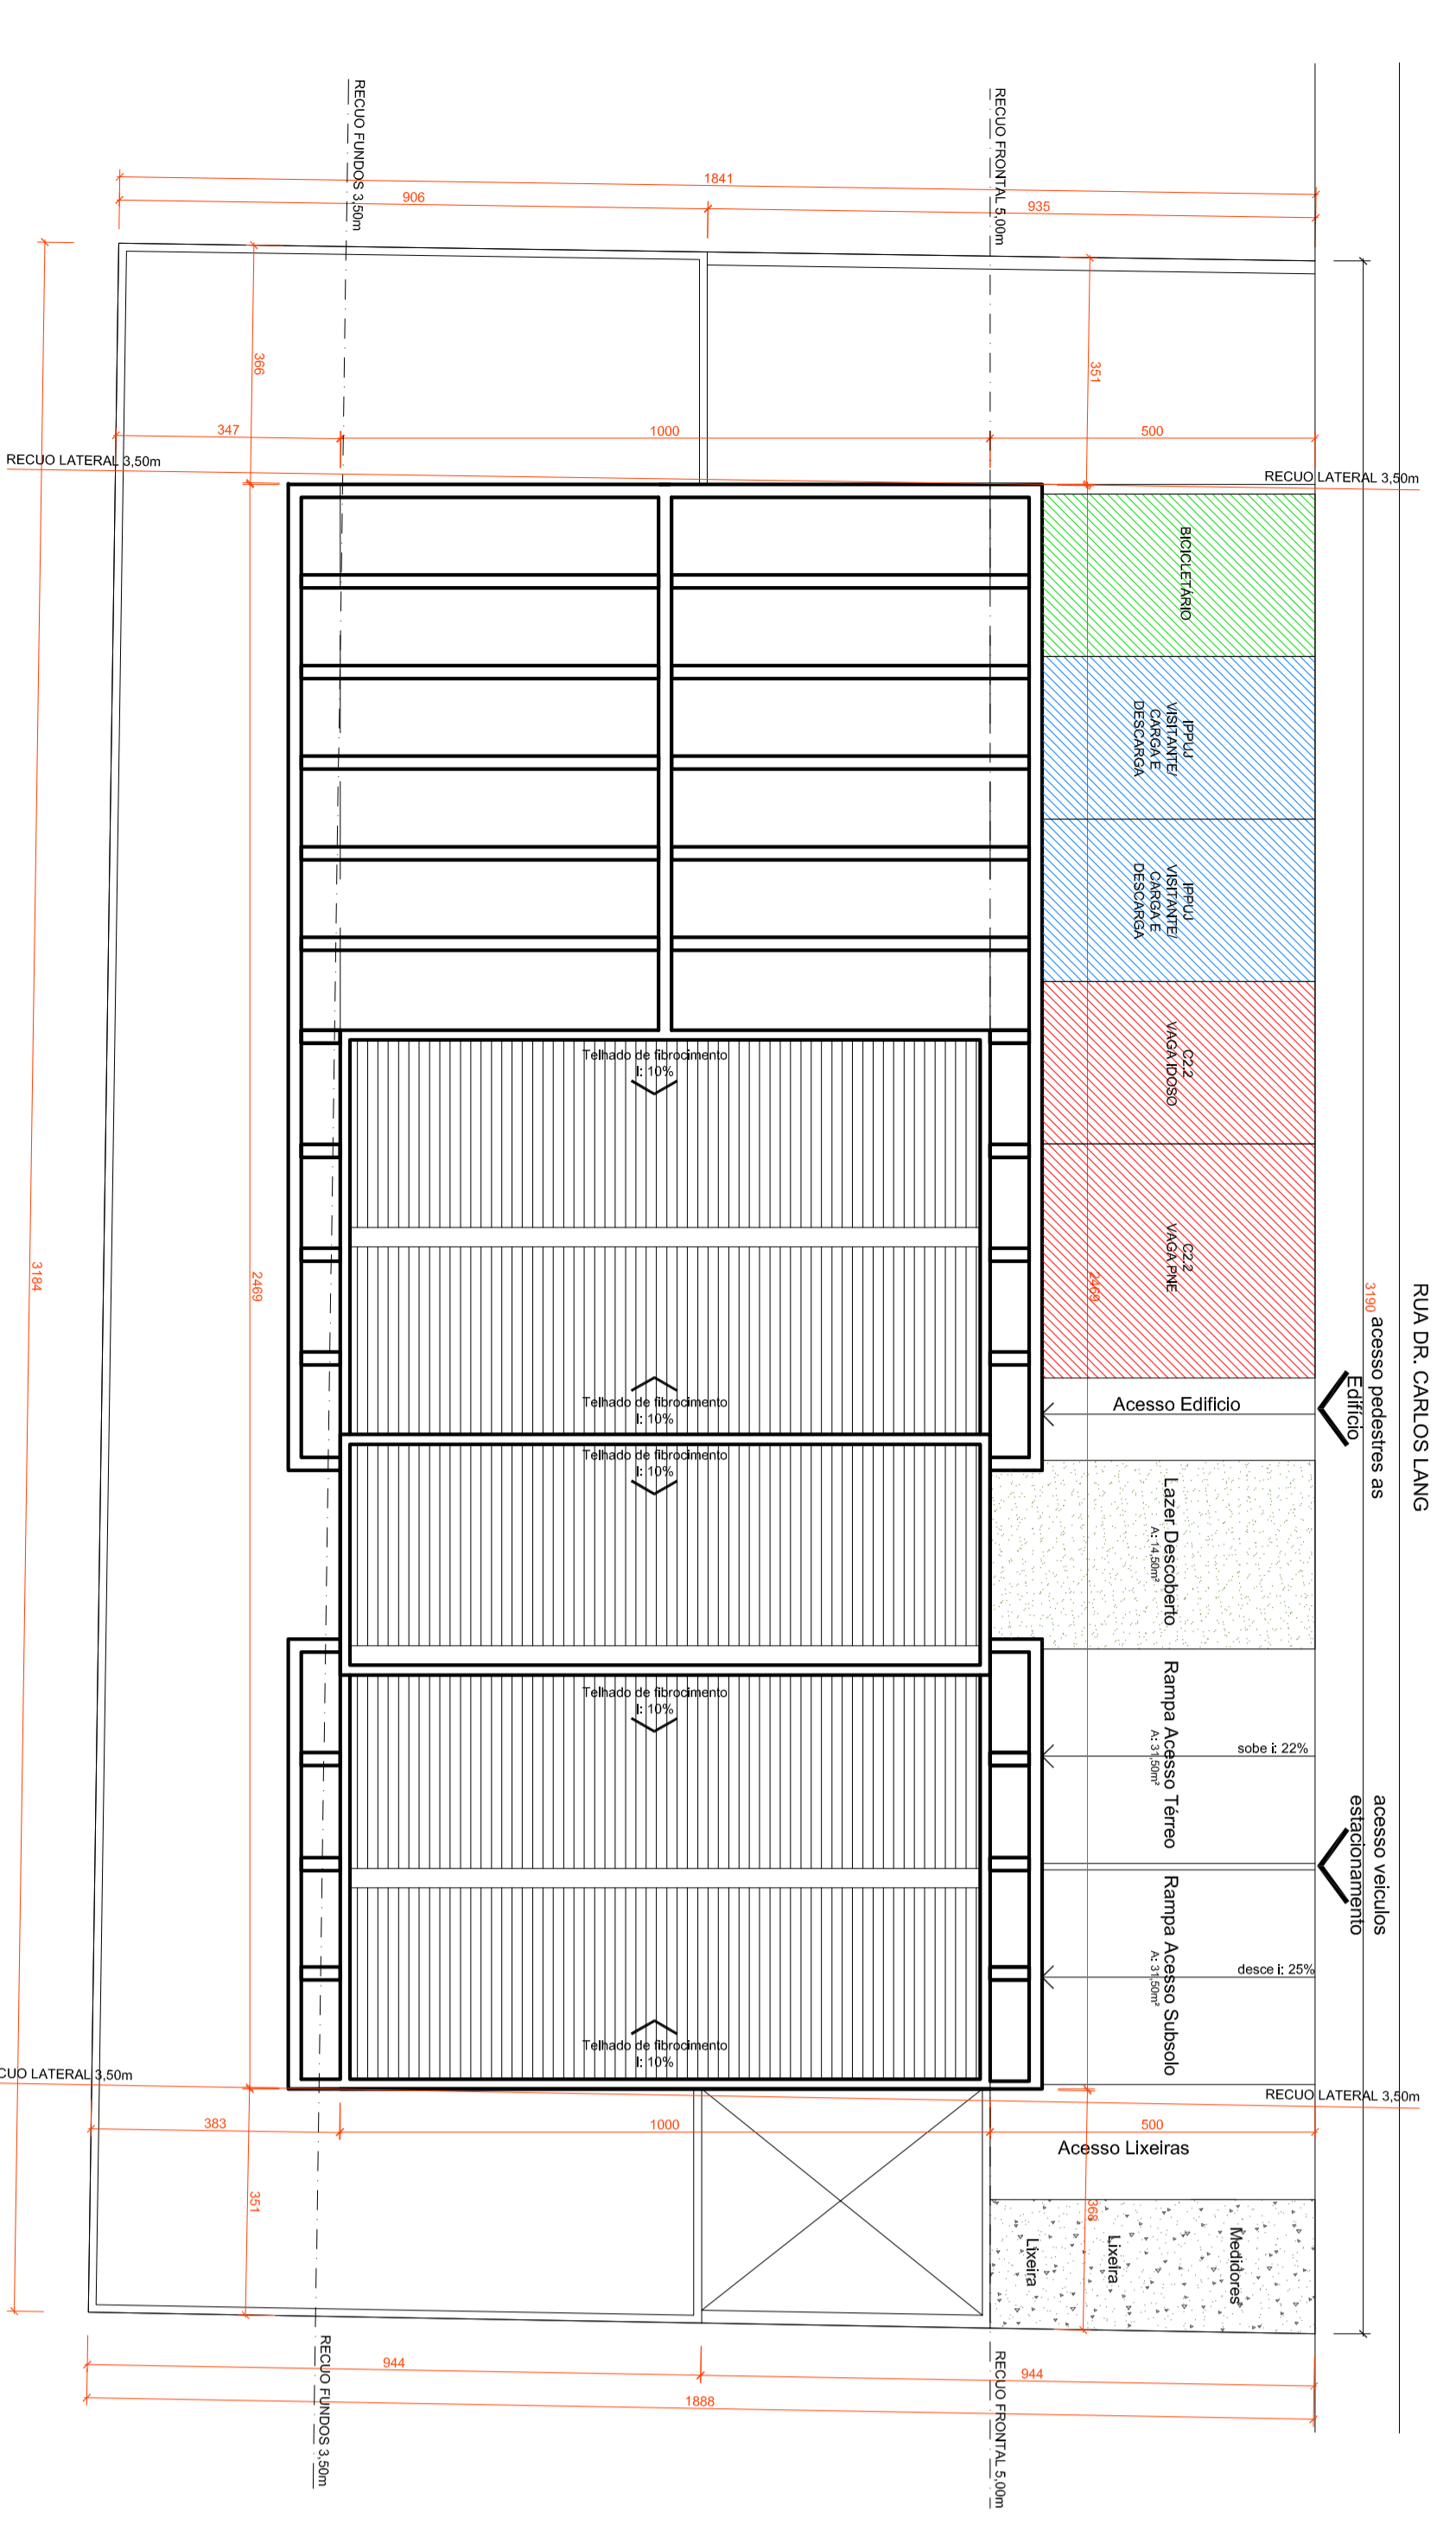 RUA DR. CARLOS LANG
3190
acesso pedestres as
Edifício
acesso veiculos
estacionamento
RECUO FUNDOS 3,50m
RECUO FRONTAL 5,00m
1841
906
935
366
351
347
1000
500
RECUO LATERAL 3,50m
RECUO LATERAL 3,50m
BICICLETÁRIO
IPPUJ
VISITANTE/
CARGA E
DESCARGA
IPPUJ
VISITANTE/
CARGA E
DESCARGA
C2.2
VAGA IDOSO
C2.2
VAGA PNE
Telhado de fibrocimento
I: 10%
3184
2469
2469
Telhado de fibrocimento
I: 10%
Acesso Edificio
Telhado de fibrocimento
I: 10%
Lazer Descoberto
A: 14,50m²
Telhado de fibrocimento
I: 10%
Rampa Acesso Térreo
A: 31,50m²
sobe i: 22%
Rampa Acesso Subsolo
A: 31,50m²
desce i: 25%
Telhado de fibrocimento
I: 10%
CUO LATERAL 3,50m
RECUO LATERAL 3,50m
383
1000
500
Acesso Lixeiras
351
368
Lixeira
Lixeira
Medidores
944
944
1888
RECUO FUNDOS 3,50m
RECUO FRONTAL 5,00m